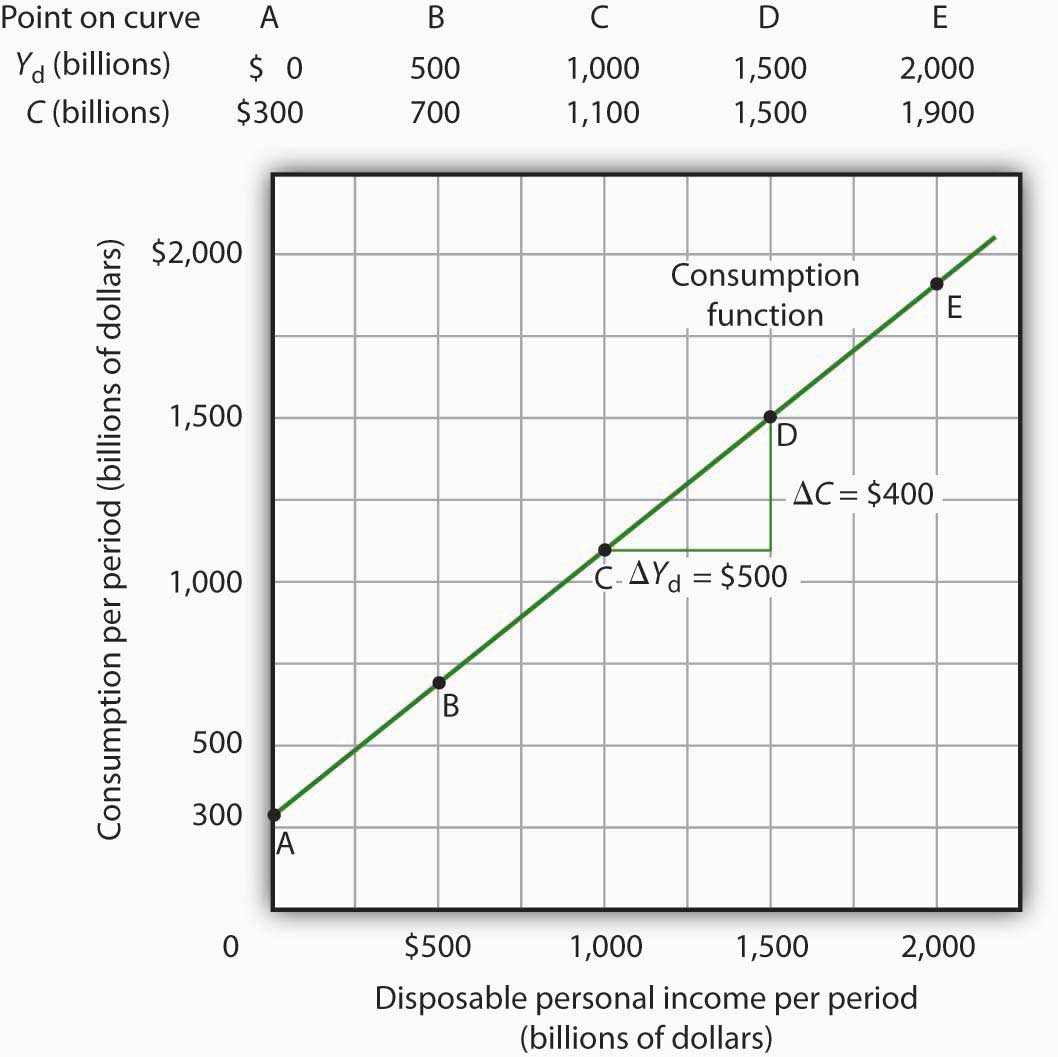 Point on curve A B C D E
Yd (billions) $ 0 500 1,000 1,500 2,000
C (billions) $300 700 1,100 1,500 1,900
Consumption per period (billions of dollars)
$2,000
1,500
1,000
500
300
0
Consumption
function
E
D
ΔC = $400
C
ΔYd = $500
B
A
$500 1,000 1,500 2,000
Disposable personal income per period
(billions of dollars)